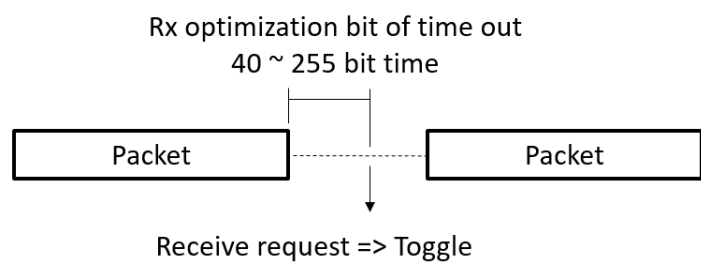 Rx optimization bit of time out
40 ~ 255 bit time
Packet
Packet
Receive request => Toggle